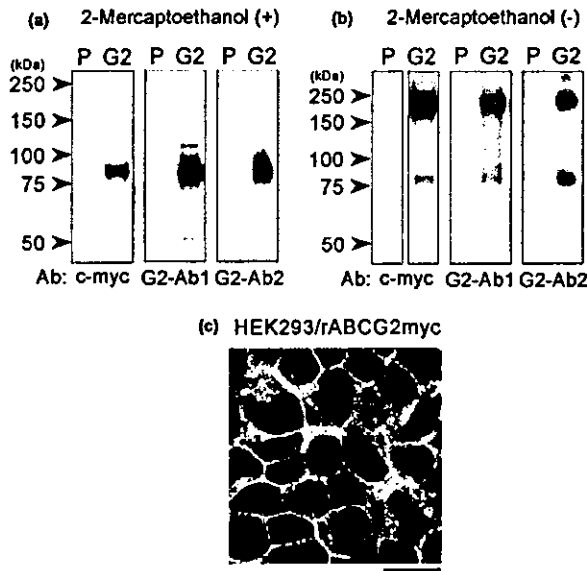 (a) 2-Mercaptoethanol (+)
P G2 P G2 P G2
(kDa)
250
150
100
75
50
Ab: c-myc G2-Ab1 G2-Ab2
(b) 2-Mercaptoethanol (-)
P G2 P G2 P G2
(kDa)
250
150
100
75
50
Ab: c-myc G2-Ab1 G2-Ab2
(c) HEK293/rABCG2myc